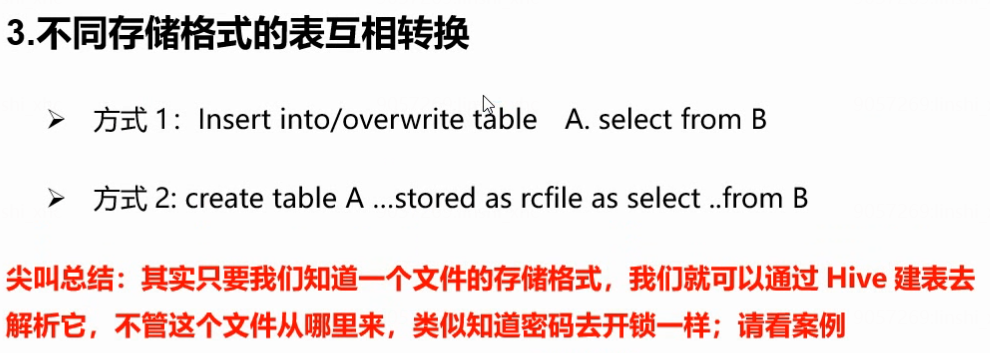 3.不同存储格式的表互相转换
➢ 方式 1：Insert into/overwrite table A. select from B
➢ 方式 2: create table A ...stored as rcfile as select ..from B
尖叫总结：其实只要我们知道一个文件的存储格式，我们就可以通过 Hive 建表去
解析它，不管这个文件从哪里来，类似知道密码去开锁一样；请看案例